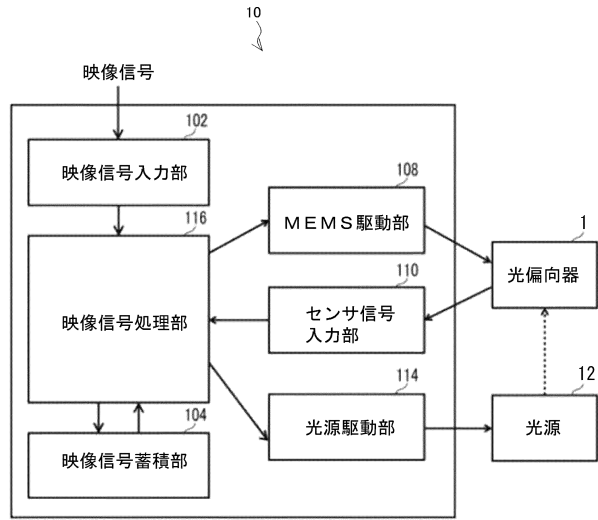 10
映像信号
102
映像信号入力部
116
映像信号処理部
104
映像信号蓄積部
108
ＭＥＭＳ駆動部
110
センサ信号
入力部
114
光源駆動部
1
光偏向器
12
光源